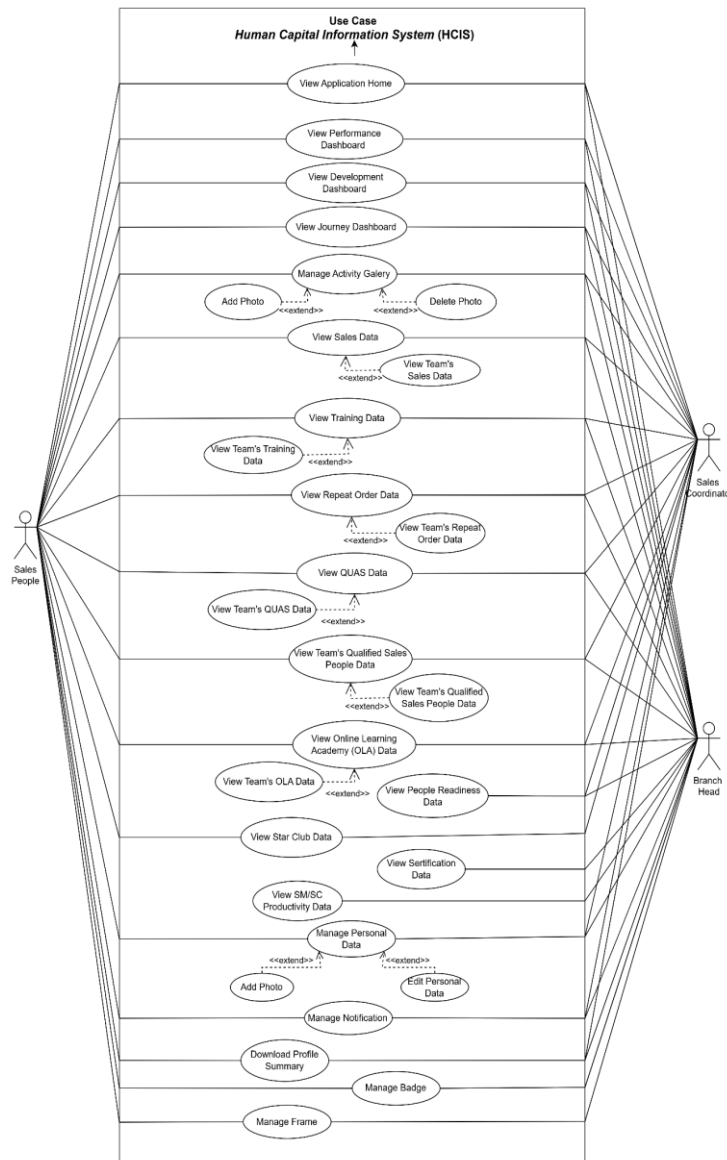 Use Case
Human Capital Information System (HCIS)
View Application Home
View Performance
Dashboard
View Development
Dashboard
View Journey Dashboard
Manage Activity Galery
Add Photo
Delete Photo
<<extend>>
<<extend>>
View Sales Data
View Team's
Sales Data
<<extend>>
View Training Data
View Team's Training
Data
<<extend>>
Sales
Coordinato
View Repeat Order Data
View Team's Repeat
Order Data
<<extend>>
Sales
People
View QUAS Data
View Team's QUAS Data
<<extend>>
View Team's Qualified Sales
People Data
View Team's Qualified
Sales People Data
<<extend>>
View Online Learning
Academy (OLA) Data
View Team's OLA Data
<<extend>>
View People Readiness
Data
Branch
Head
View Star Club Data
View Sertification
Data
View SM/SC
Productivity Data
Manage Personal
Data
<<extend>>
<<extend>>
Add Photo
Edit Personal
Data
Manage Notification
Download Profile
Summary
Manage Badge
Manage Frame